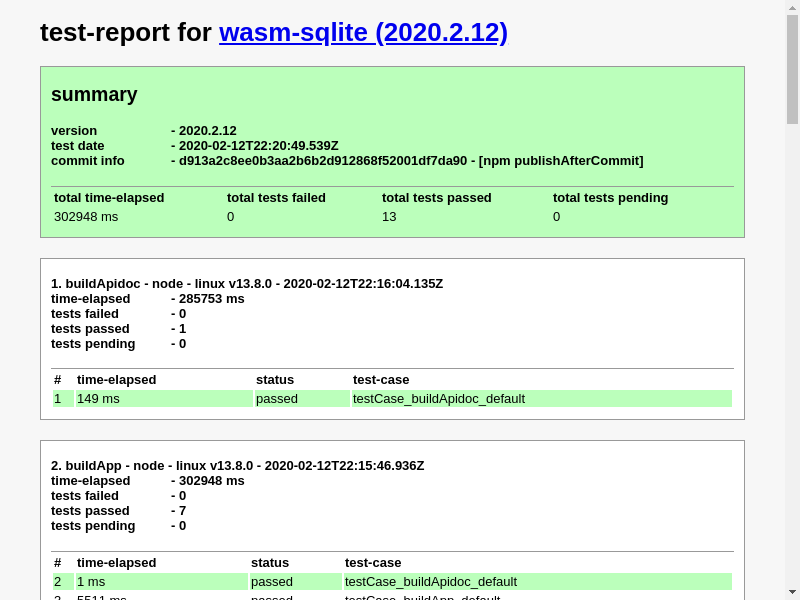 test-report for wasm-sqlite (2020.2.12)
summary
version - 2020.2.12
test date - 2020-02-12T22:20:49.539Z
commit info - d913a2c8ee0b3aa2b6b2d912868f52001df7da90 - [npm publishAfterCommit]
total time-elapsed total tests failed total tests passed total tests pending
302948 ms 0 13 0
1. buildApidoc - node - linux v13.8.0 - 2020-02-12T22:16:04.135Z
time-elapsed - 285753 ms
tests failed - 0
tests passed - 1
tests pending - 0
# time-elapsed status test-case
1 149 ms passed testCase_buildApidoc_default
2. buildApp - node - linux v13.8.0 - 2020-02-12T22:15:46.936Z
time-elapsed - 302948 ms
tests failed - 0
tests passed - 7
tests pending - 0
# time-elapsed status test-case
2 1 ms passed testCase_buildApidoc_default
3 5511 ms passed testCase_buildApp_default